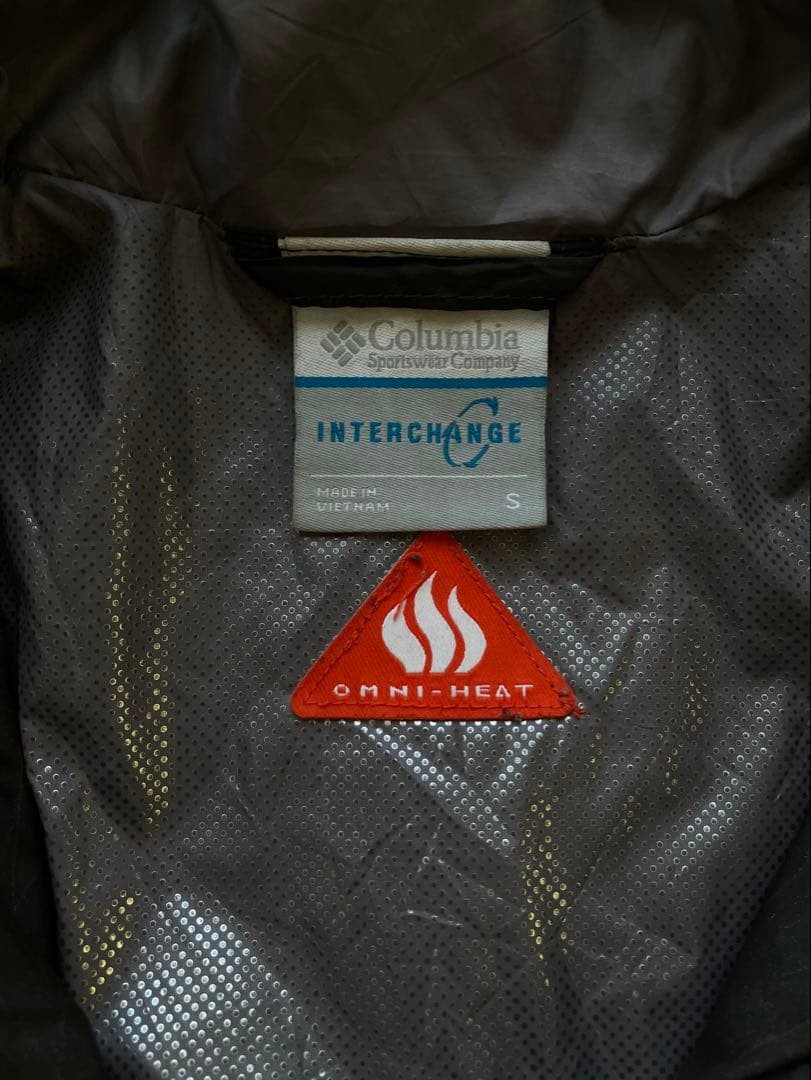 Columbia
Sportswear Company
INTERCHANGE
MADE IN
VIETNAM
S
OMNI-HEAT